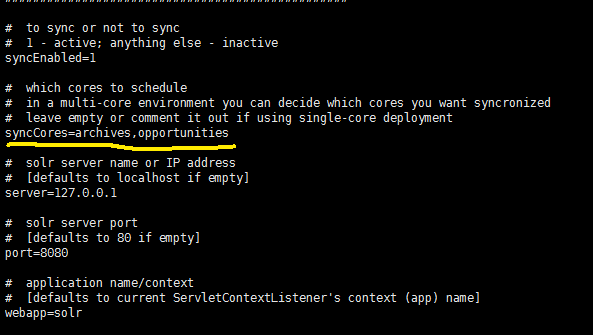 #  to sync or not to sync
#  1 - active; anything else - inactive
syncEnabled=1
#  which cores to schedule
#  in a multi-core environment you can decide which cores you want syncronized
#  leave empty or comment it out if using single-core deployment
syncCores=archives,opportunities
#  solr server name or IP address
#  [defaults to localhost if empty]
server=127.0.0.1
#  solr server port
#  [defaults to 80 if empty]
port=8080
#  application name/context
#  [defaults to current ServletContextListener's context (app) name]
webapp=solr